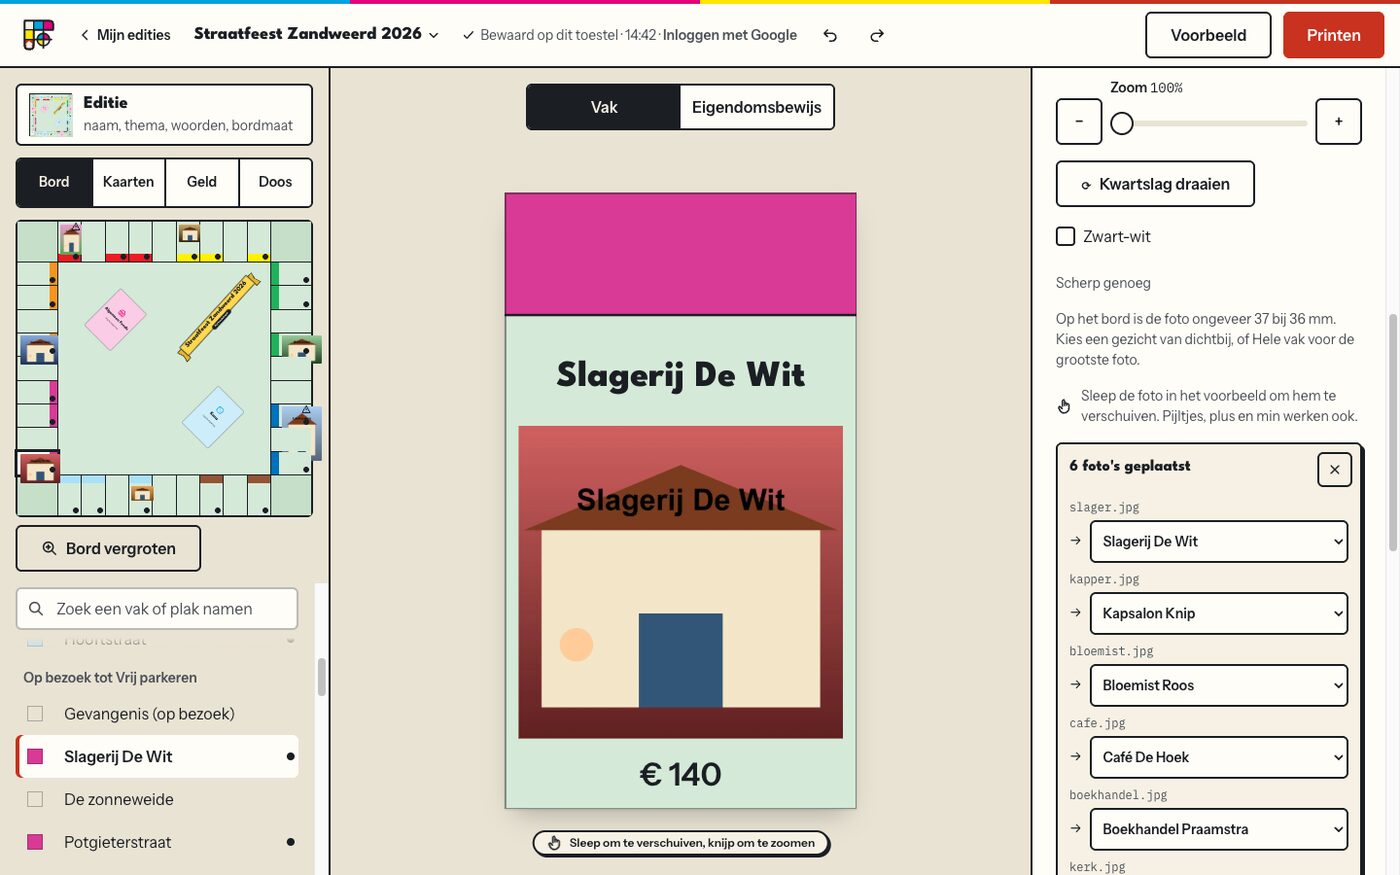 Mijn edities
Straatfeest Zandweerd 2026
Bewaard op dit toestel · 14:42 · Inloggen met Google
Voorbeeld
Printen
Editie
naam, thema, woorden, bordmaat
Bord
Kaarten
Geld
Doos
Straatfeest Zandweerd 2026
Bord vergroten
Zoek een vak of plak namen
Hooftstraat
Op bezoek tot Vrij parkeren
Gevangenis (op bezoek)
Slagerij De Wit
De zonneweide
Potgieterstraat
Vak
Eigendomsbewijs
Slagerij De Wit
Slagerij De Wit
€ 140
Sleep om te verschuiven, knijp om te zoomen
Zoom 100%
−
+
Kwartslag draaien
Zwart-wit
Scherp genoeg
Op het bord is de foto ongeveer 37 bij 36 mm.
Kies een gezicht van dichtbij, of Hele vak voor de
grootste foto.
Sleep de foto in het voorbeeld om hem te
verschuiven. Pijltjes, plus en min werken ook.
6 foto's geplaatst
slager.jpg
→ Slagerij De Wit
kapper.jpg
→ Kapsalon Knip
bloemist.jpg
→ Bloemist Roos
cafe.jpg
→ Café De Hoek
boekhandel.jpg
→ Boekhandel Praamstra
kerk.jpg